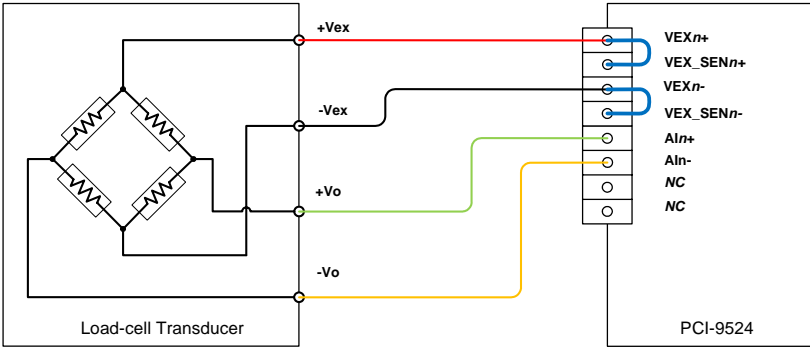 +Vex
-Vex
+Vo
-Vo
Load-cell Transducer
VEXn+
VEX_SENn+
VEXn-
VEX_SENn-
AIn+
AIn-
NC
NC
PCI-9524